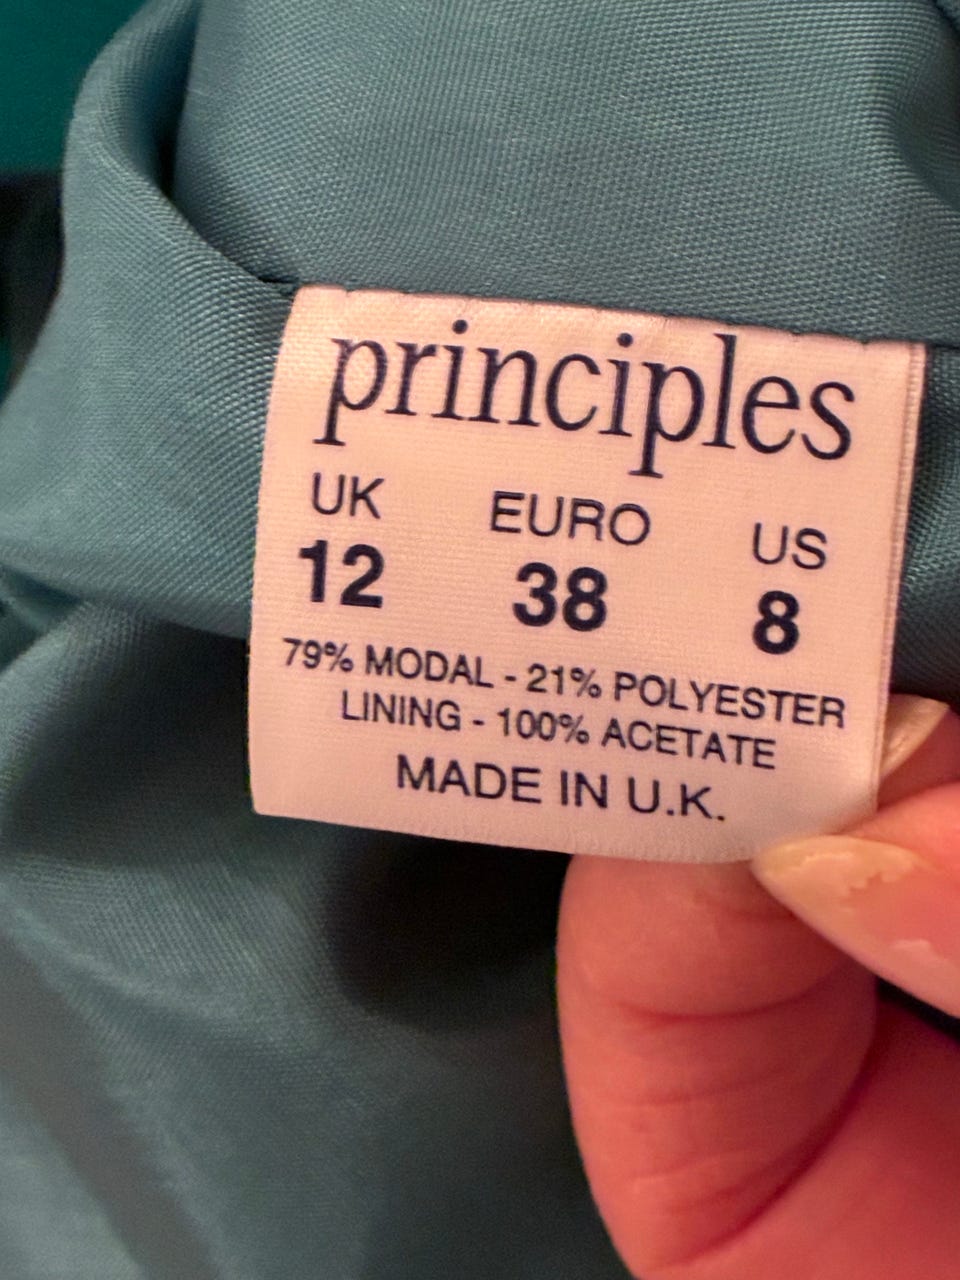 principles
UK EURO US
12 38 8
79% MODAL - 21% POLYESTER
LINING - 100% ACETATE
MADE IN U.K.